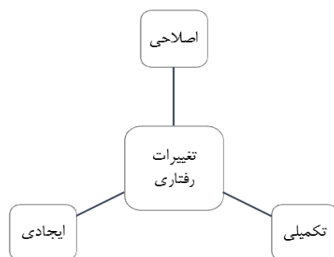 اصلاحی
تغییرات
رفتاری
تکمیلی
ایجادی